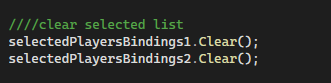 ////clear selected list
selectedPlayersBindings1.Clear();
selectedPlayersBindings2.Clear();